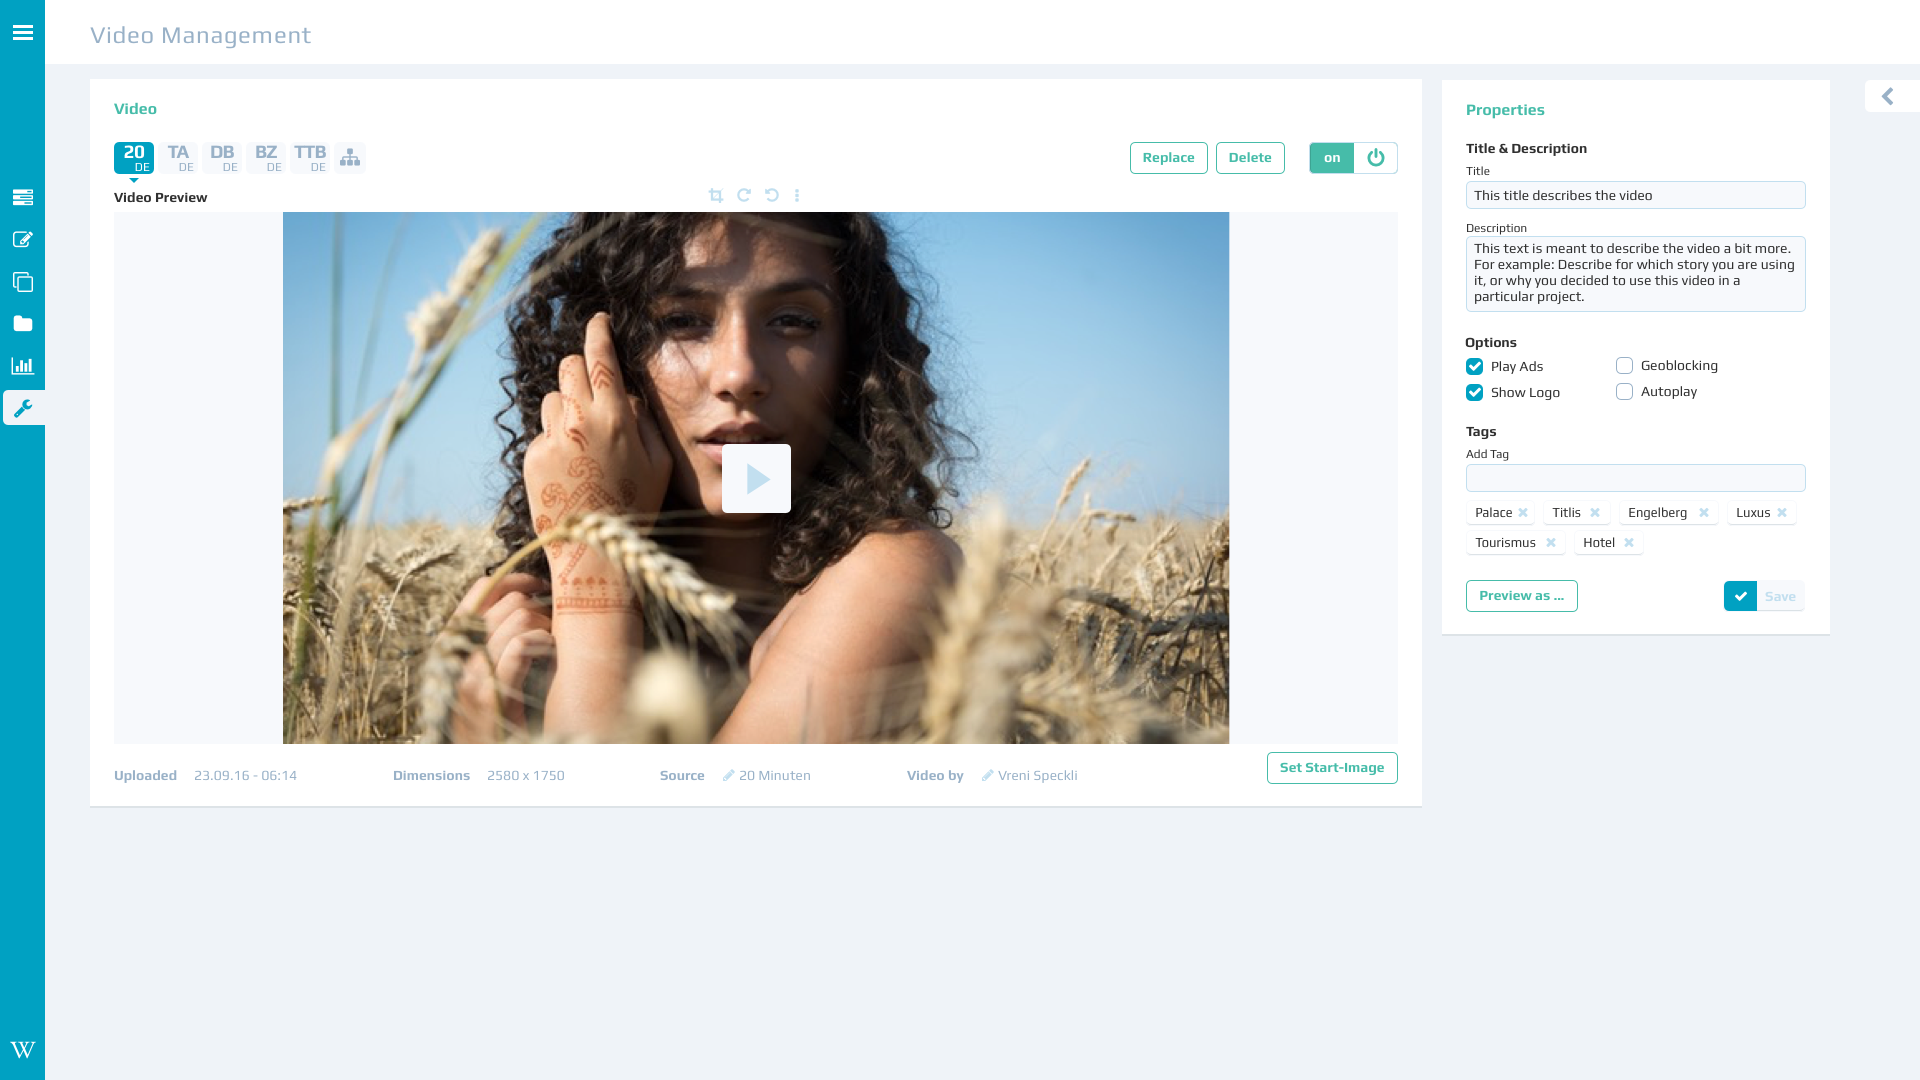 Video Management
Video
20 DE
TA DE
DB DE
BZ DE
TTB DE
Replace
Delete
on
Video Preview
Uploaded 23.09.16 - 06:14
Dimensions 2580 x 1750
Source 20 Minuten
Video by Vreni Speckli
Set Start-Image
Properties
Title & Description
Title
This title describes the video
Description
This text is meant to describe the video a bit more.
For example: Describe for which story you are using
it, or why you decided to use this video in a
particular project.
Options
Play Ads
Geoblocking
Show Logo
Autoplay
Tags
Add Tag
Palace
Titlis
Engelberg
Luxus
Tourismus
Hotel
Preview as ...
Save
W